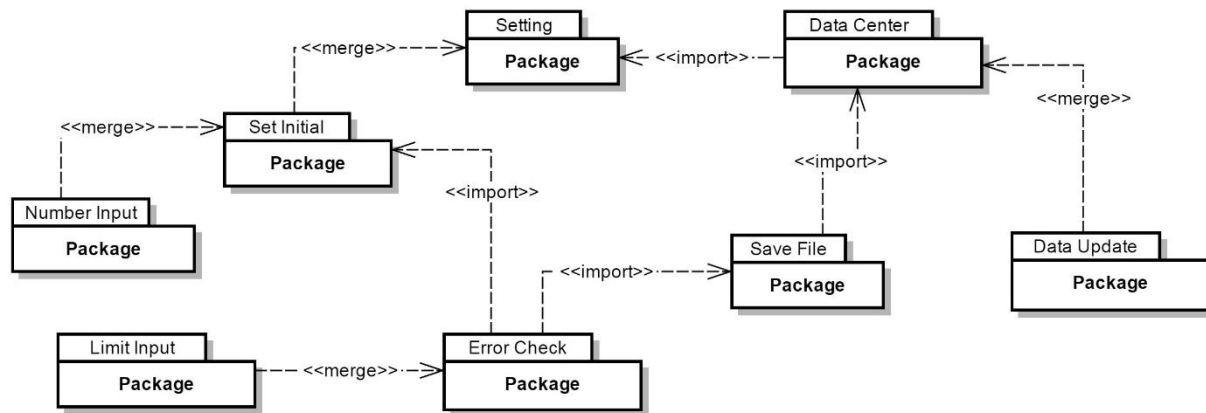 Setting
Package
Data Center
Package
<<merge>>
<<import>>
<<merge>>
<<merge>>
Set Initial
Package
<<import>>
<<import>>
Number Input
Package
Save File
Package
Data Update
Package
<<import>>
Limit Input
Package
<<merge>>
Error Check
Package